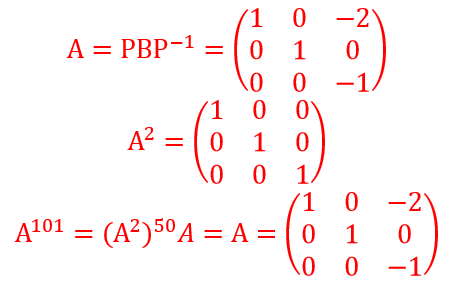 A = PBP⁻¹ = (1 0 −2
0 1 0
0 0 −1)
A² = (1 0 0
0 1 0
0 0 1)
A¹⁰¹ = (A²)⁵⁰A = A = (1 0 −2
0 1 0
0 0 −1)